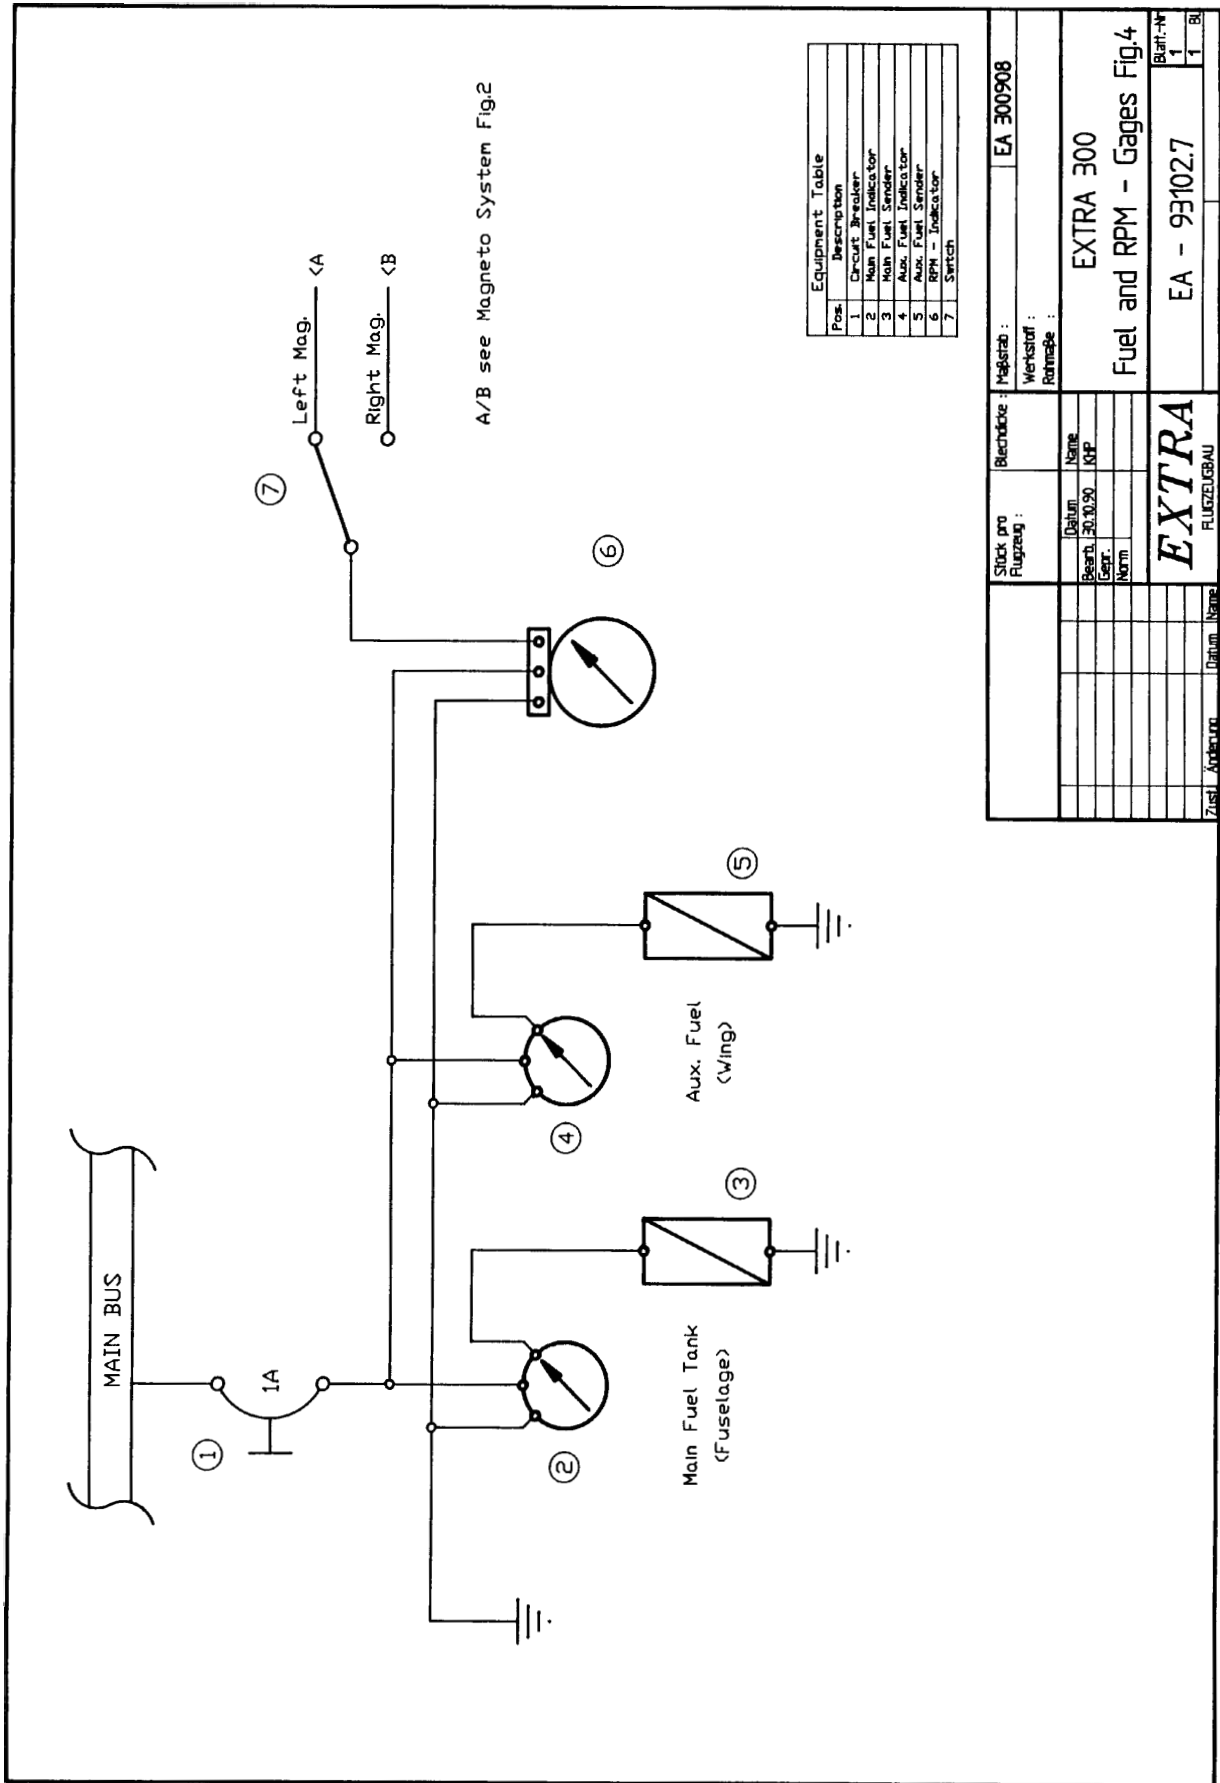 MAIN BUS
1
1A
7
Left Mag. <A
Right Mag. <B
A/B see Magneto System Fig.2
2
4
6
Main Fuel Tank
(Fuselage)
3
Aux. Fuel
(Wing)
5
Equipment Table
Pos. Description
1 Circuit Breaker
2 Main Fuel Indicator
3 Main Fuel Sender
4 Aux. Fuel Indicator
5 Aux. Fuel Sender
6 RPM - Indicator
7 Switch
Stück pro
Flugzeug :
Blechdicke :
Maßstab :
EA 300908
Werkstoff :
Rohmaße :
Datum Name
Bearb. 30.10.90 KHP
Gepr.
Norm
EXTRA 300
Fuel and RPM - Gages Fig.4
EXTRA
FLUGZEUGBAU
EA - 93102.7
Blatt.-Nr
1
1 Bl
Zust. Änderung Datum Name